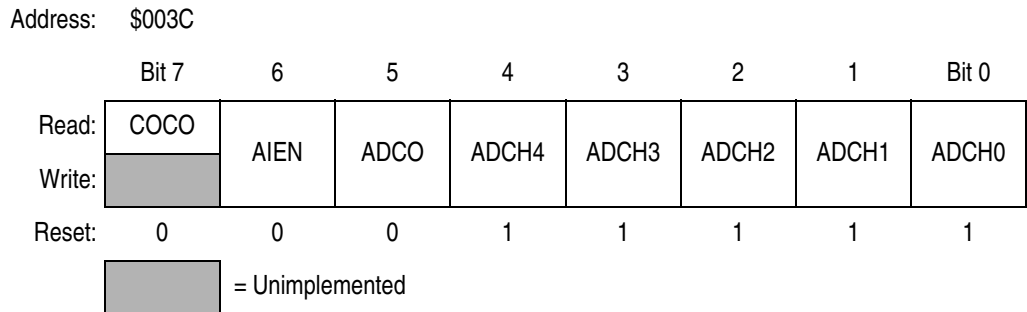 Address: $003C
Bit 7 6 5 4 3 2 1 Bit 0
Read: COCO AIEN ADCO ADCH4 ADCH3 ADCH2 ADCH1 ADCH0
Write:
Reset: 0 0 0 1 1 1 1 1
= Unimplemented